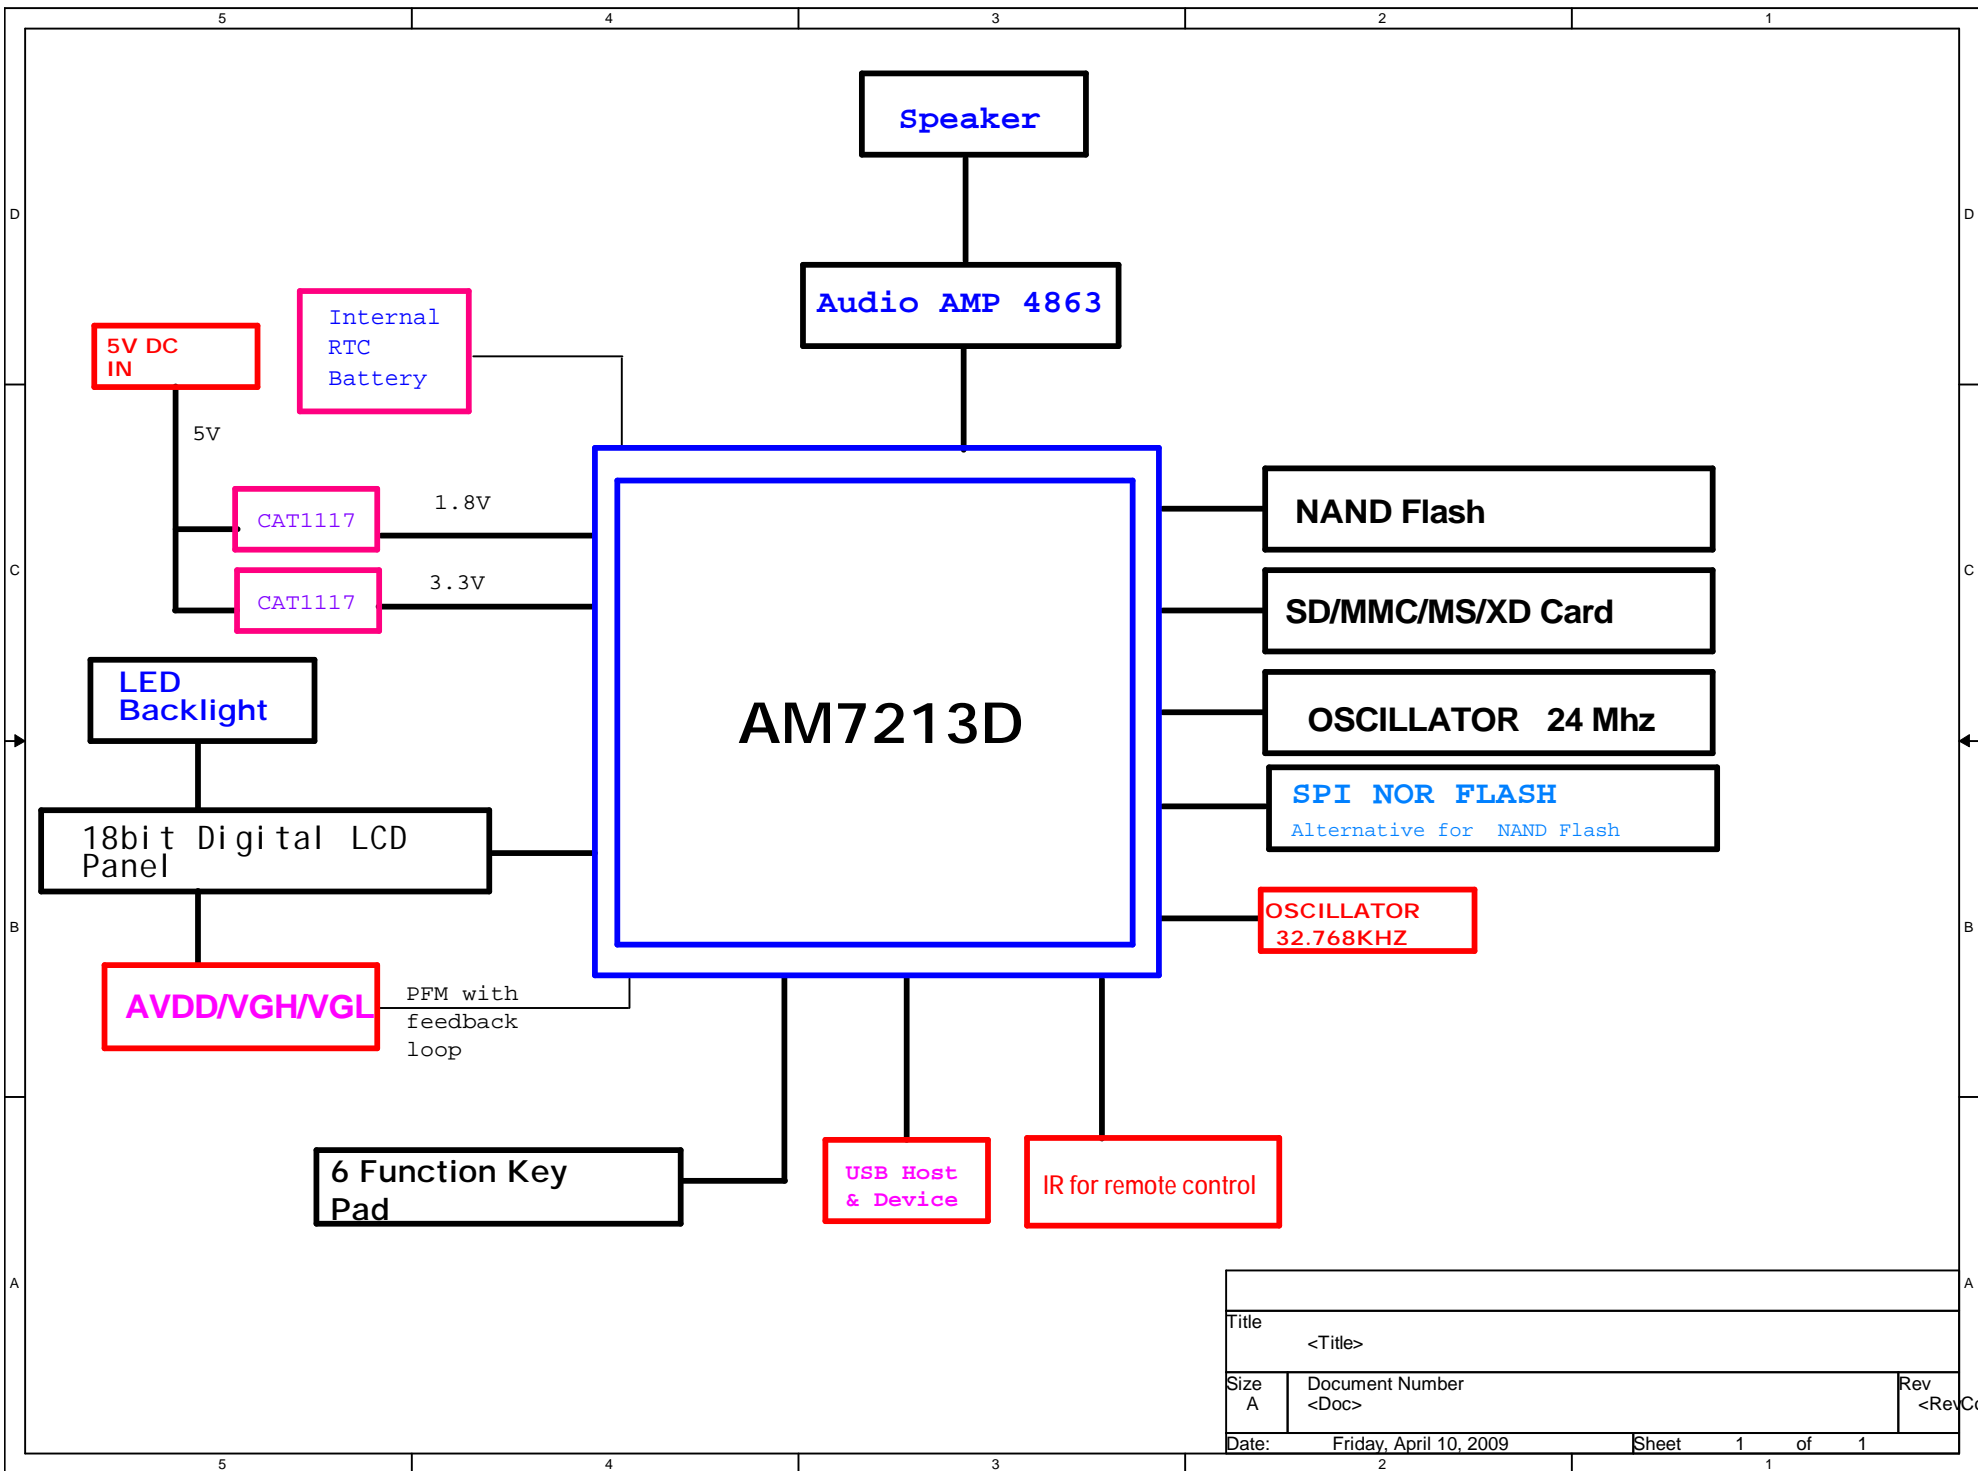 5 4 3 2 1
Speaker
D D
Audio AMP 4863
Internal
RTC
Battery
5V DC
IN
5V
1.8V
CAT1117
NAND Flash
C C
3.3V
CAT1117
SD/MMC/MS/XD Card
LED
Backlight
AM7213D
OSCILLATOR 24 Mhz
SPI NOR FLASH
Alternative for NAND Flash
18bit Digital LCD
Panel
OSCILLATOR
32.768KHZ
B B
AVDD/VGH/VGL
PFM with
feedback
loop
6 Function Key
Pad
USB Host
& Device
IR for remote control
A A
Title
<Title>
Size Document Number Rev
A <Doc> <RevCo
Date: Friday, April 10, 2009 Sheet 1 of 1
5 4 3 2 1